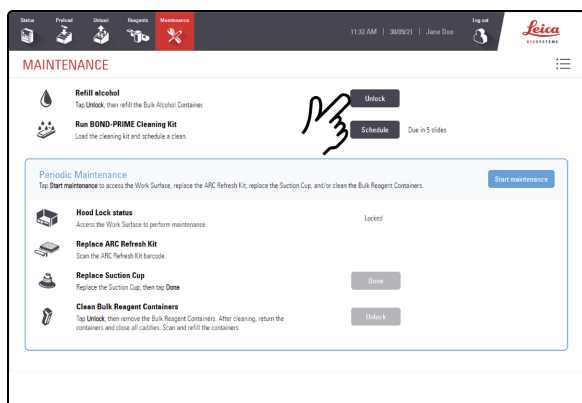 Status Preload Unload Reagents Maintenance
11:32 AM | 30/09/21 | Jane Doe
Log out
Leica
BIOSYSTEMS
MAINTENANCE
Refill alcohol
Tap Unlock, then refill the Bulk Alcohol Container.
Unlock
Run BOND-PRIME Cleaning Kit
Load the cleaning kit and schedule a clean.
Schedule Due in 5 slides
Periodic Maintenance
Tap Start maintenance to access the Work Surface, replace the ARC Refresh Kit, replace the Suction Cup, and/or clean the Bulk Reagent Containers.
Start maintenance
Hood Lock status
Access the Work Surface to perform maintenance.
Locked
Replace ARC Refresh Kit
Scan the ARC Refresh Kit barcode.
Replace Suction Cup
Replace the Suction Cup, then tap Done
Done
Clean Bulk Reagent Containers
Tap Unlock, then remove the Bulk Reagent Containers. After cleaning, return the
containers and close all caddies. Scan and refill the containers.
Unlock